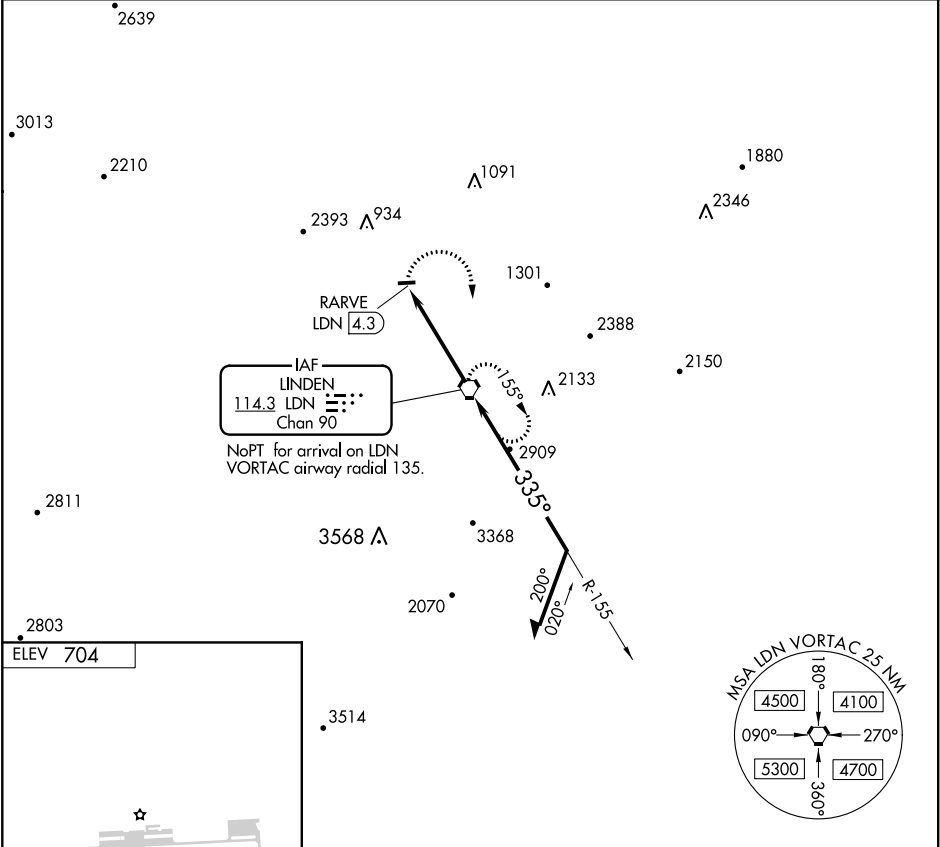 2639
3013
2210
1880
1091
2346
2393
934
1301
RARVE
LDN 4.3
2388
2150
IAF
LINDEN
114.3 LDN
Chan 90
155°
2133
NoPT for arrival on LDN
VORTAC airway radial 135.
2909
335°
2811
3568
3368
200°
020°
R-155
2070
2803
ELEV 704
MSA LDN VORTAC 25 NM
180°
4500
4100
090°
270°
5300
4700
360°
3514